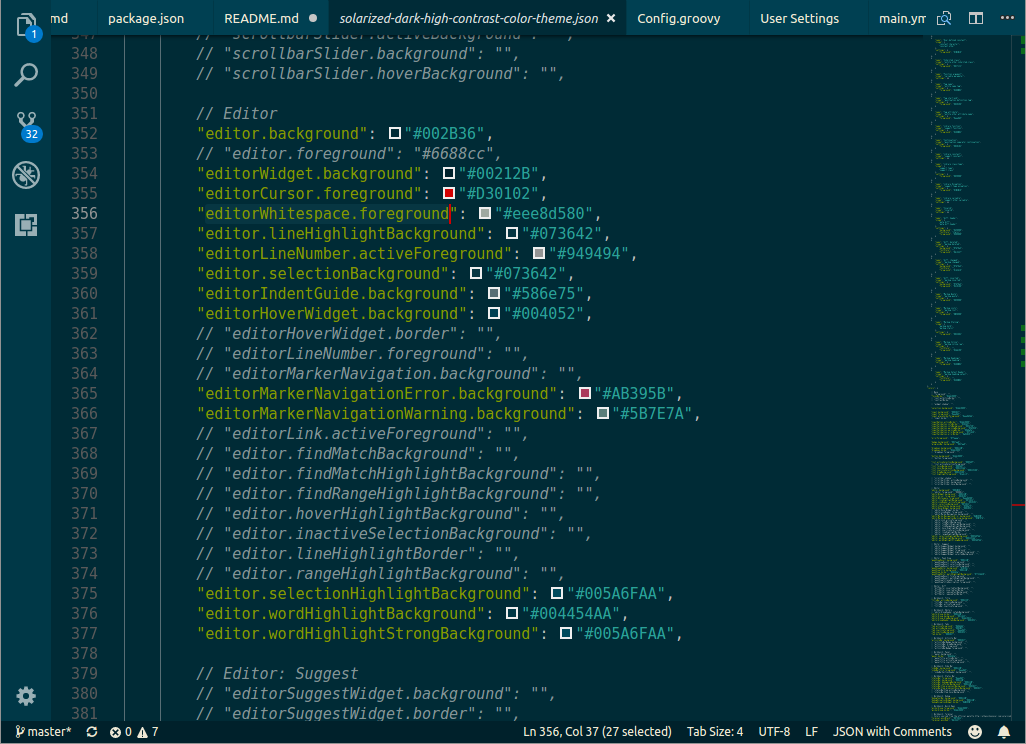 md package.json README.md solarized-dark-high-contrast-color-theme.json Config.groovy User Settings main.ym
1
32
347 // "scrollbarSlider.activeBackground": "",
348 // "scrollbarSlider.background": "",
349 // "scrollbarSlider.hoverBackground": "",
350
351 // Editor
352 "editor.background": "#002B36",
353 // "editor.foreground": "#6688cc",
354 "editorWidget.background": "#00212B",
355 "editorCursor.foreground": "#D30102",
356 "editorWhitespace.foreground": "#eee8d580",
357 "editor.lineHighlightBackground": "#073642",
358 "editorLineNumber.activeForeground": "#949494",
359 "editor.selectionBackground": "#073642",
360 "editorIndentGuide.background": "#586e75",
361 "editorHoverWidget.background": "#004052",
362 // "editorHoverWidget.border": "",
363 // "editorLineNumber.foreground": "",
364 // "editorMarkerNavigation.background": "",
365 "editorMarkerNavigationError.background": "#AB395B",
366 "editorMarkerNavigationWarning.background": "#5B7E7A",
367 // "editorLink.activeForeground": "",
368 // "editor.findMatchBackground": "",
369 // "editor.findMatchHighlightBackground": "",
370 // "editor.findRangeHighlightBackground": "",
371 // "editor.hoverHighlightBackground": "",
372 // "editor.inactiveSelectionBackground": "",
373 // "editor.lineHighlightBorder": "",
374 // "editor.rangeHighlightBackground": "",
375 "editor.selectionHighlightBackground": "#005A6FAA",
376 "editor.wordHighlightBackground": "#004454AA",
377 "editor.wordHighlightStrongBackground": "#005A6FAA",
378
379 // Editor: Suggest
380 // "editorSuggestWidget.background": "",
381 // "editorSuggestWidget.border": "",
master* 0 7 Ln 356, Col 37 (27 selected) Tab Size: 4 UTF-8 LF JSON with Comments